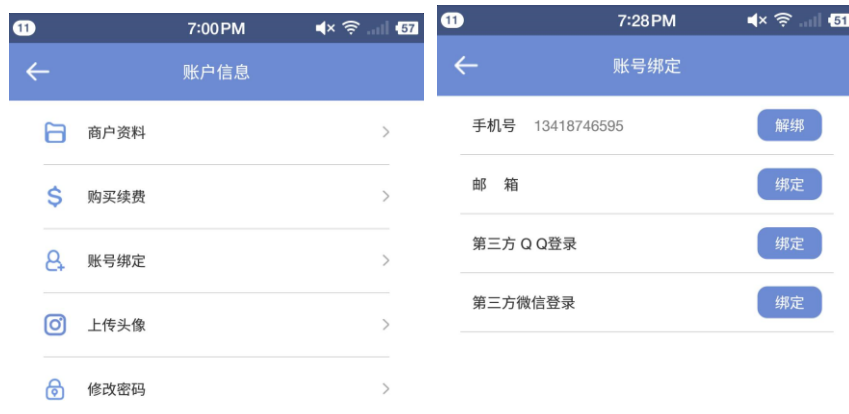 11 7:00PM 57
账户信息
商户资料
购买续费
账号绑定
上传头像
修改密码
11 7:28PM 51
账号绑定
手机号 13418746595 解绑
邮 箱 绑定
第三方 Q Q登录 绑定
第三方微信登录 绑定